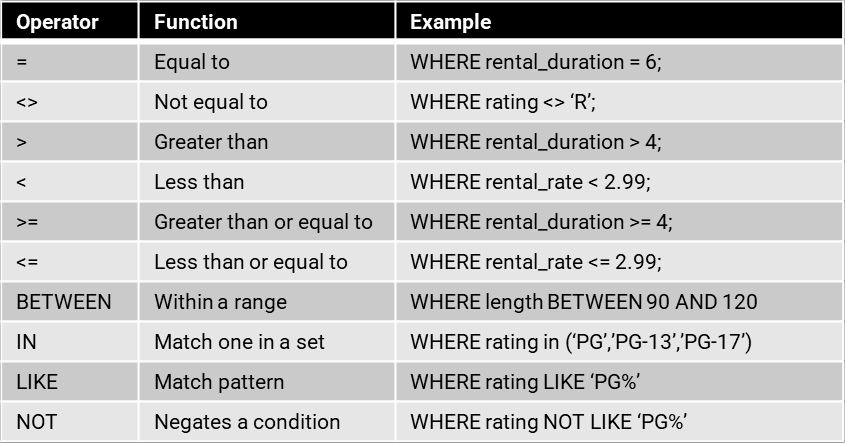 Operator Function Example
= Equal to WHERE rental_duration = 6;
<> Not equal to WHERE rating <> ‘R’;
> Greater than WHERE rental_duration > 4;
< Less than WHERE rental_rate < 2.99;
>= Greater than or equal to WHERE rental_duration >= 4;
<= Less than or equal to WHERE rental_rate <= 2.99;
BETWEEN Within a range WHERE length BETWEEN 90 AND 120
IN Match one in a set WHERE rating in (‘PG’,’PG-13’,’PG-17’)
LIKE Match pattern WHERE rating LIKE ‘PG%’
NOT Negates a condition WHERE rating NOT LIKE ‘PG%’